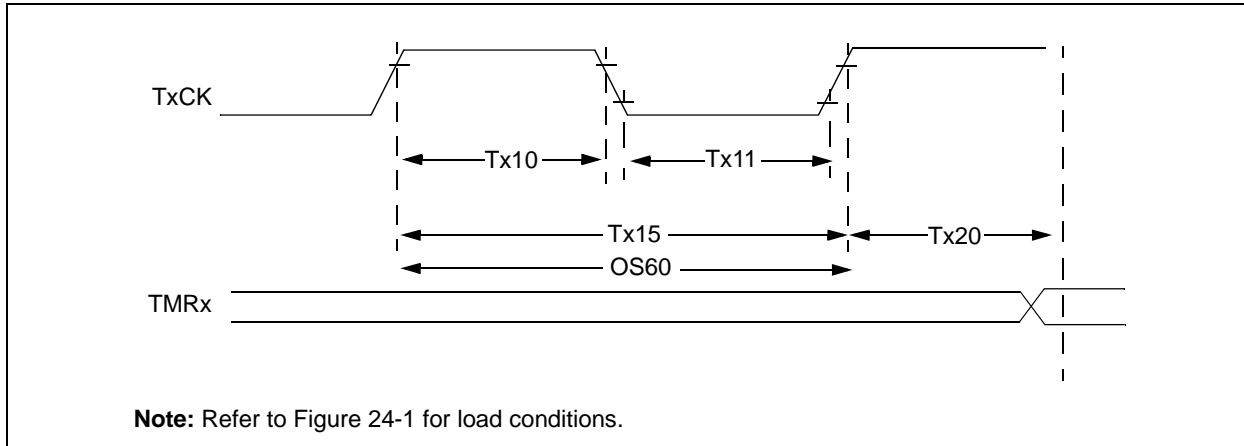 TxCK
Tx10
Tx11
Tx15
Tx20
OS60
TMRx
Note: Refer to Figure 24-1 for load conditions.